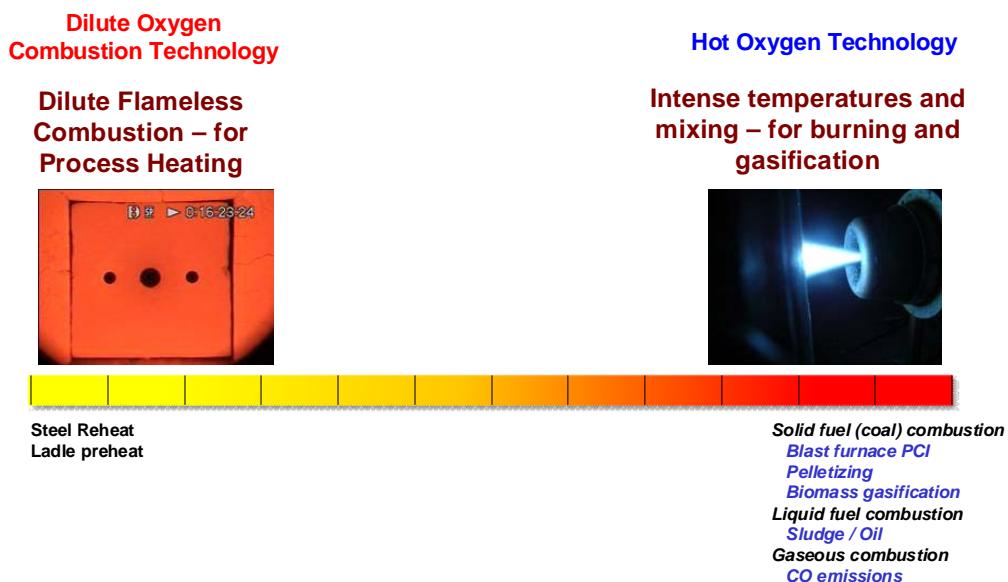 Dilute Oxygen
Combustion Technology
Hot Oxygen Technology
Dilute Flameless
Combustion – for
Process Heating
Intense temperatures and
mixing – for burning and
gasification
SP 0:16:23:24
Steel Reheat
Ladle preheat
Solid fuel (coal) combustion
Blast furnace PCI
Pelletizing
Biomass gasification
Liquid fuel combustion
Sludge / Oil
Gaseous combustion
CO emissions